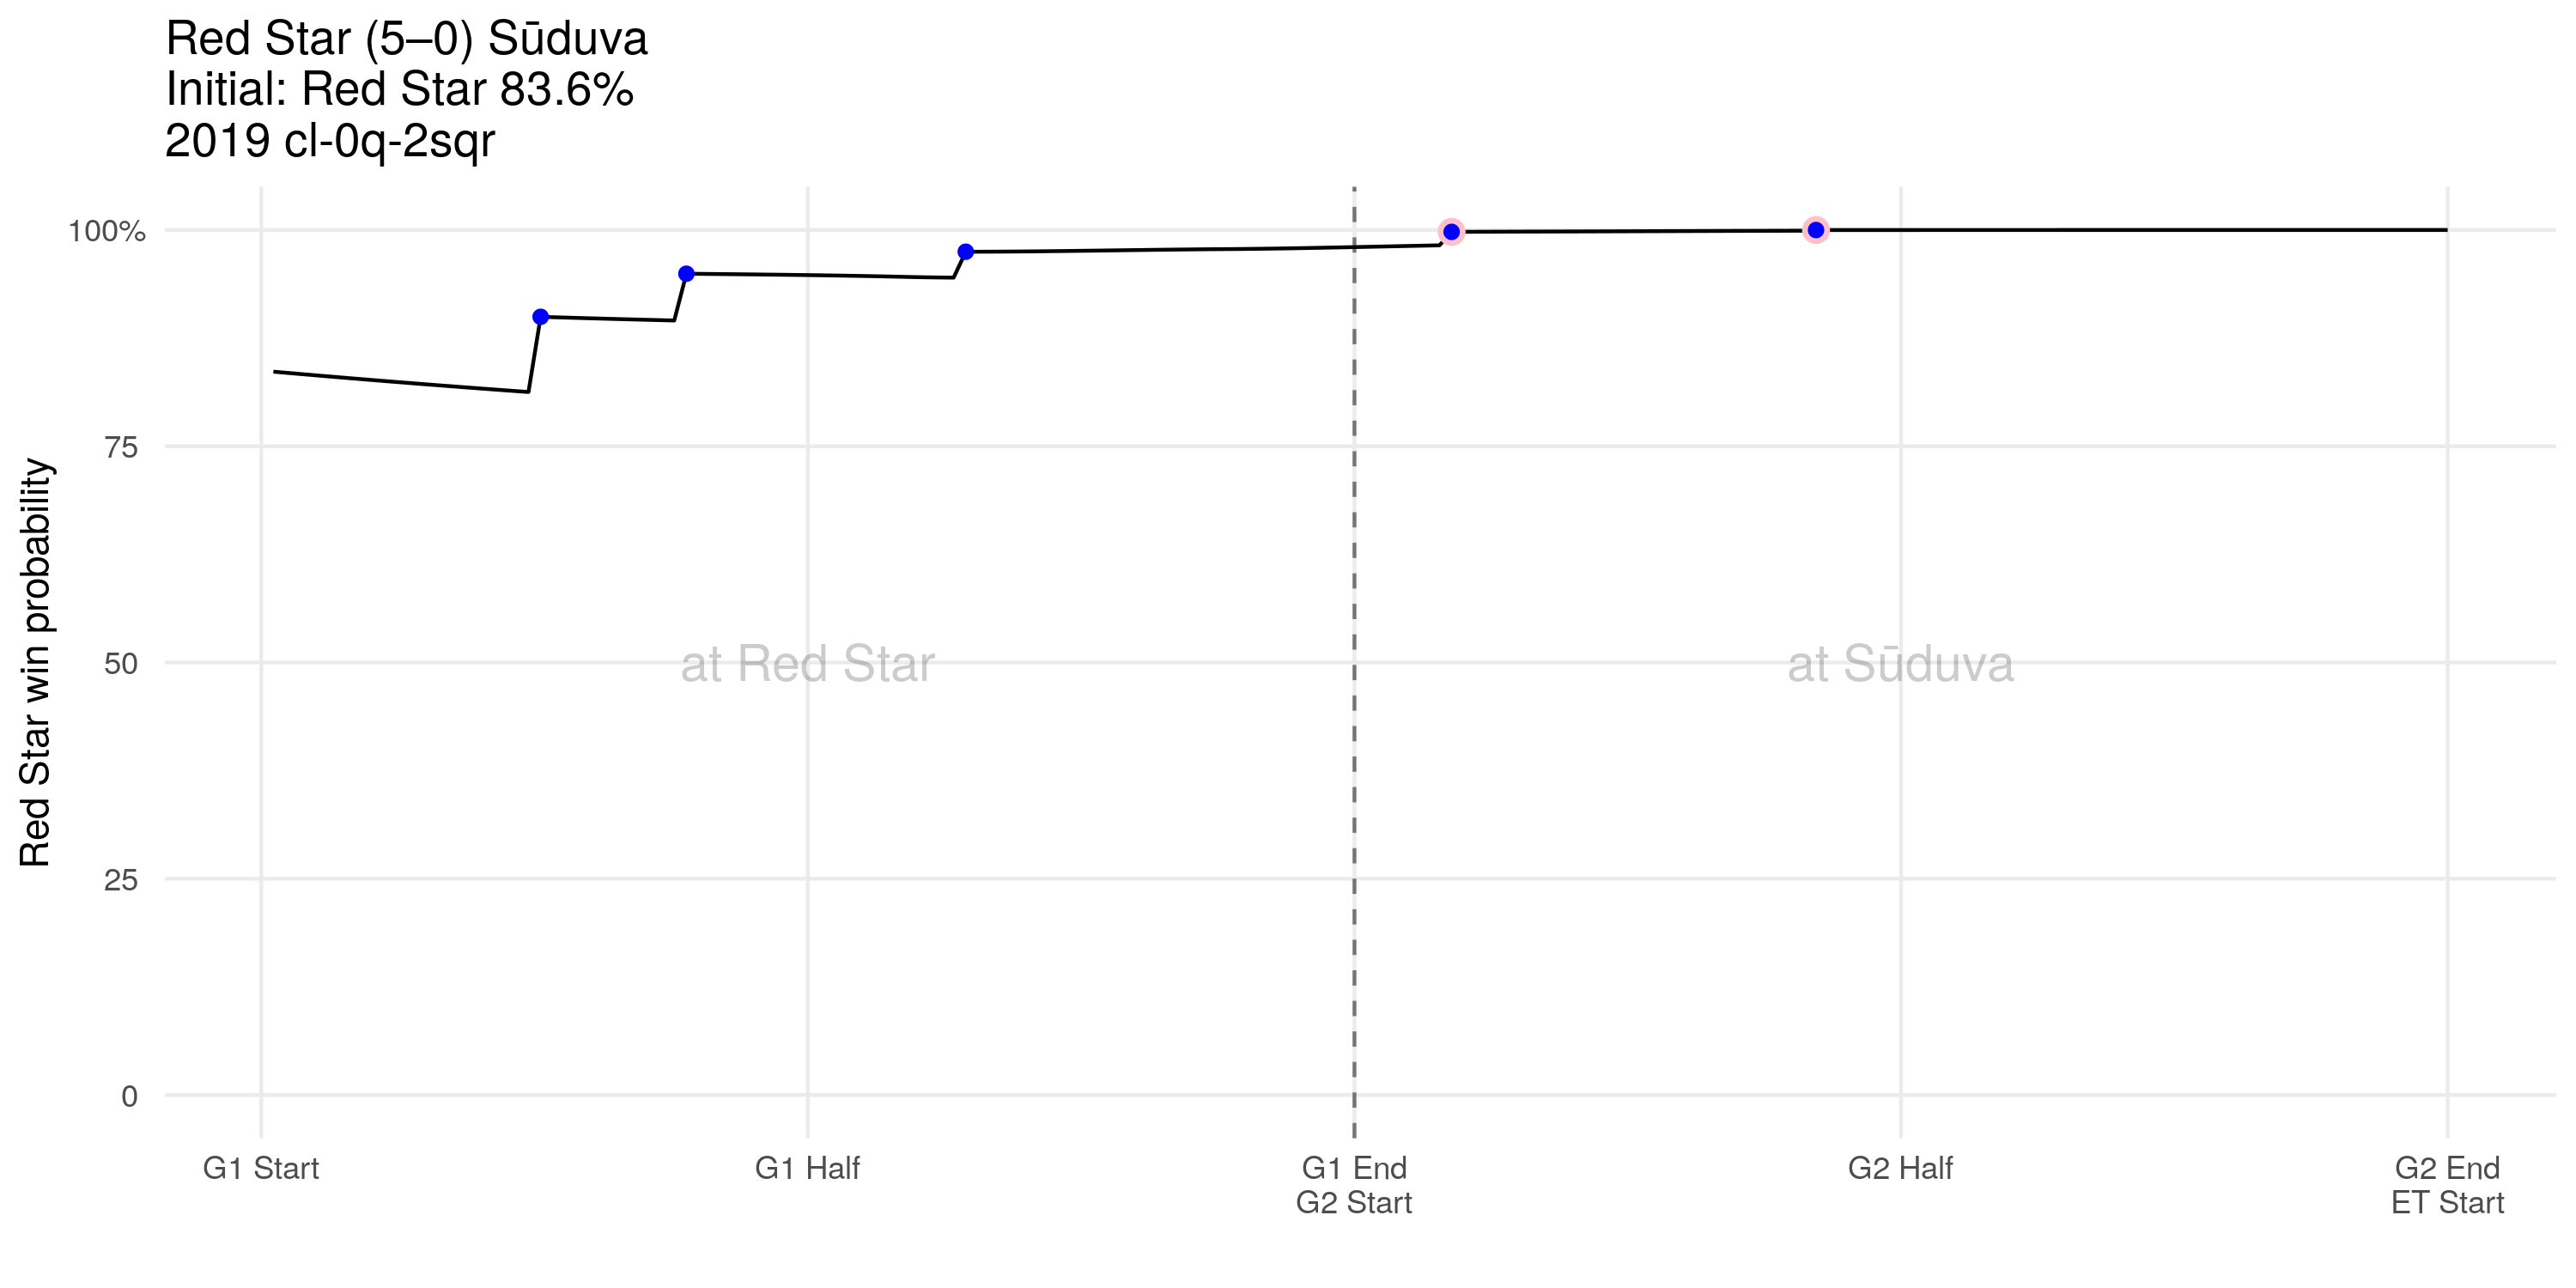 Red Star (5–0) Sūduva
Initial: Red Star 83.6%
2019 cl-0q-2sqr
Red Star win probability
100%
75
50
25
0
at Red Star
at Sūduva
G1 Start
G1 Half
G1 End
G2 Start
G2 Half
G2 End
ET Start